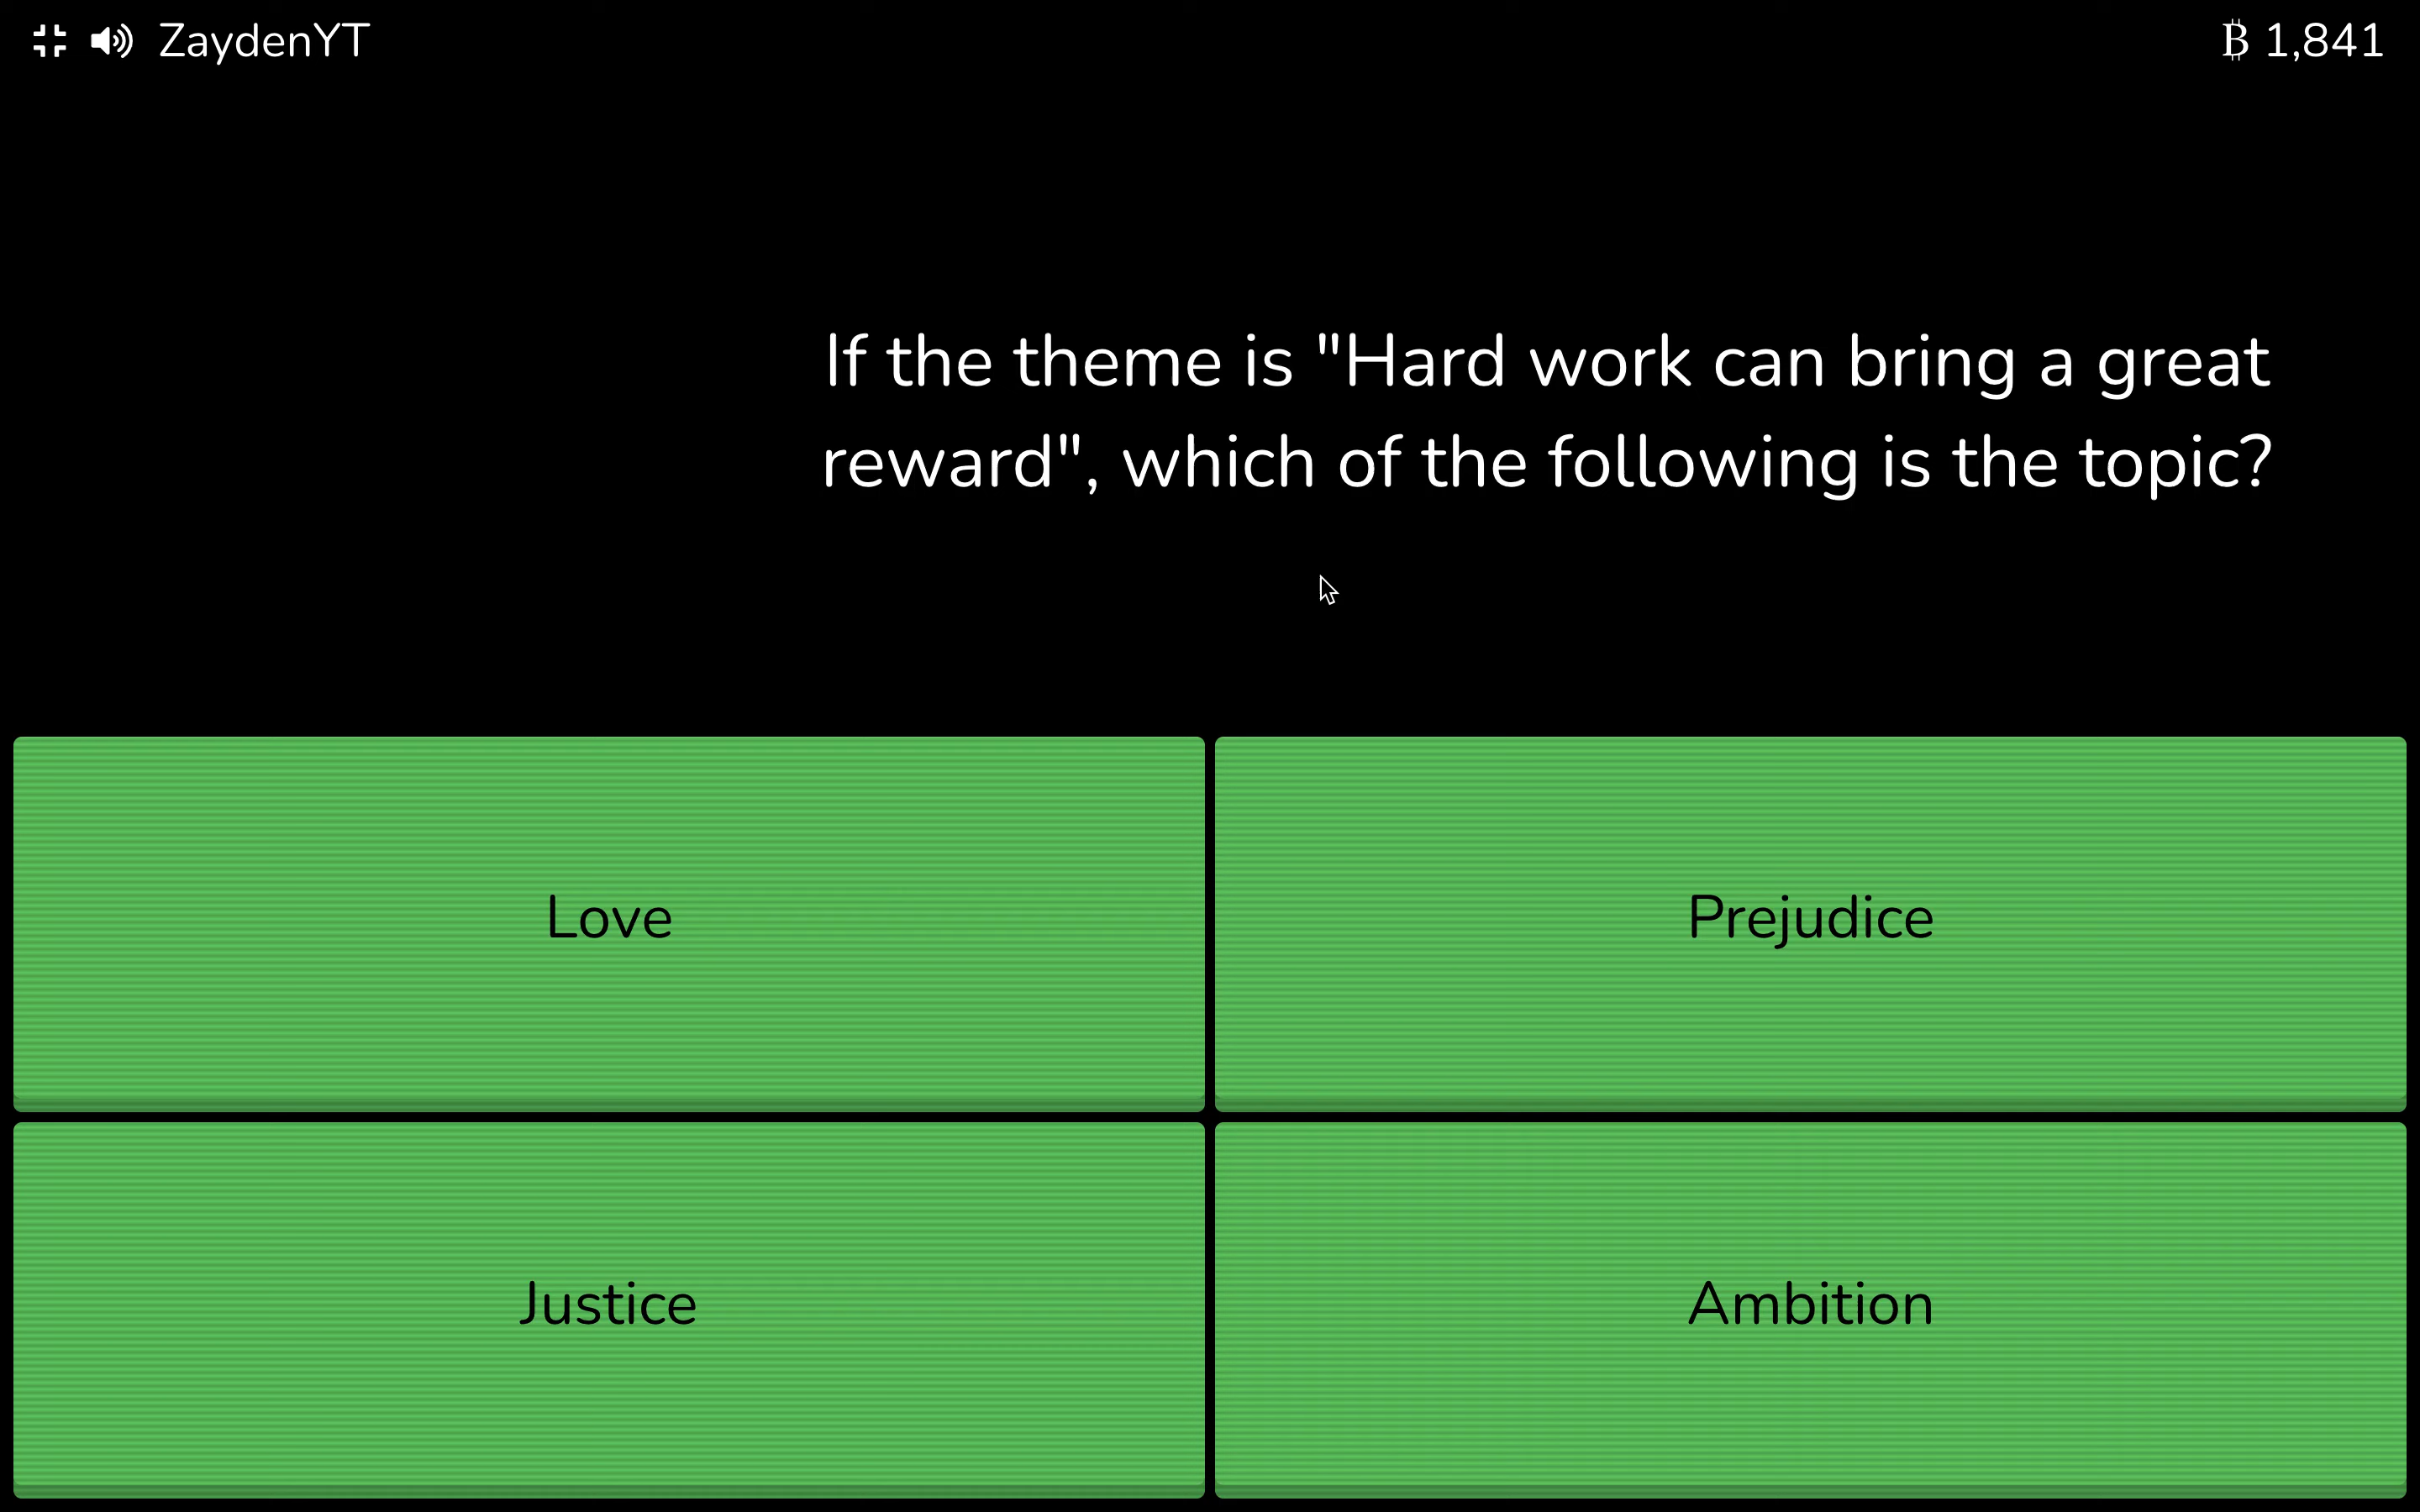 ZaydenYT
₿ 1,841
If the theme is "Hard work can bring a great
reward", which of the following is the topic?
Love
Prejudice
Justice
Ambition